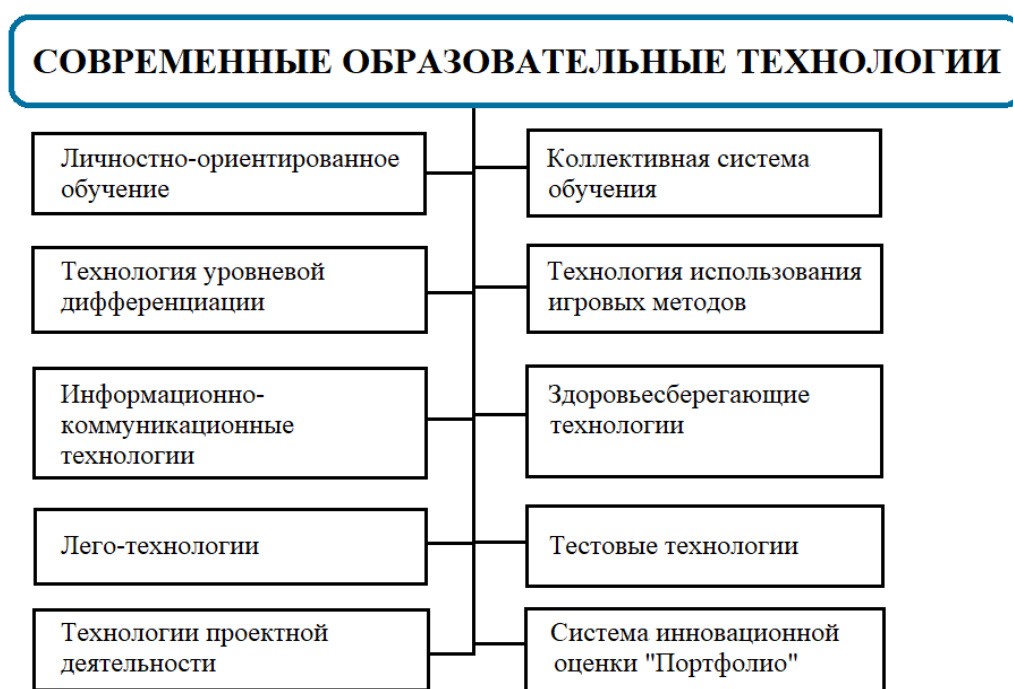 СОВРЕМЕННЫЕ ОБРАЗОВАТЕЛЬНЫЕ ТЕХНОЛОГИИ
Личностно-ориентированное
обучение
Коллективная система
обучения
Технология уровневой
дифференциации
Технология использования
игровых методов
Информационно-
коммуникационные
технологии
Здоровьесберегающие
технологии
Лего-технологии
Тестовые технологии
Технологии проектной
деятельности
Система инновационной
оценки "Портфолио"